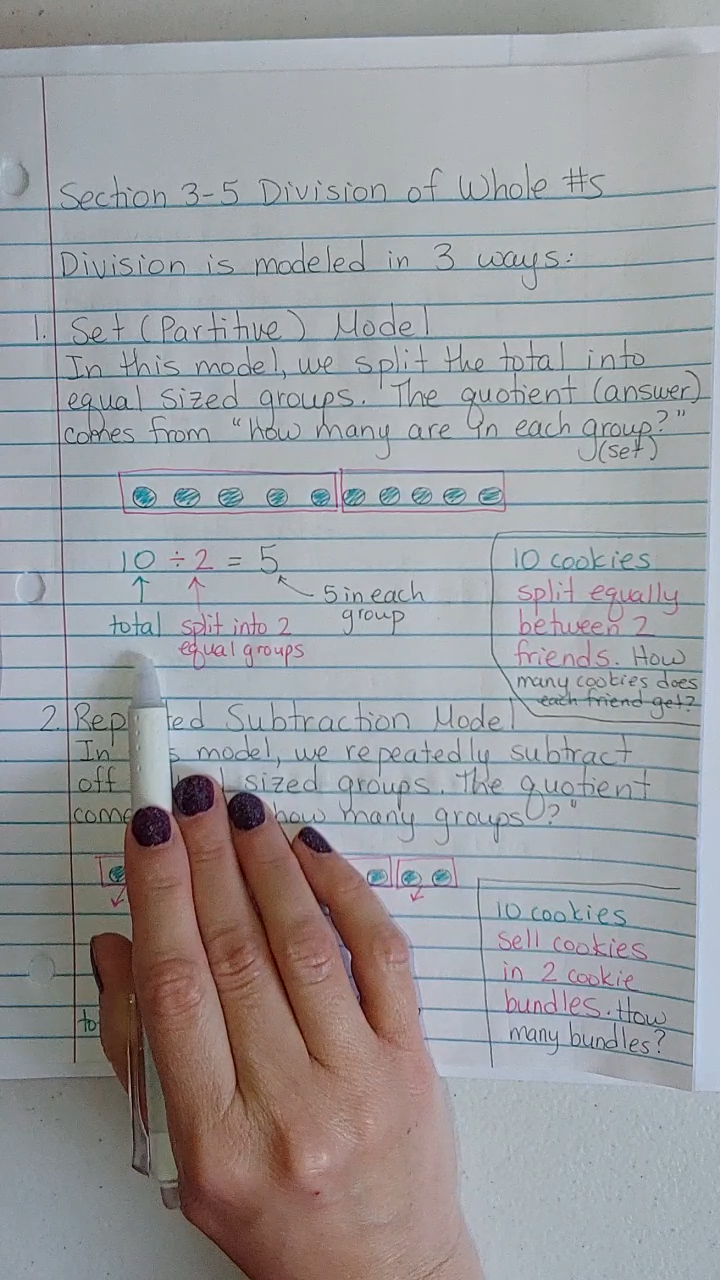 Section 3-5 Division of Whole #s
Division is modeled in 3 ways:
1. Set (Partitive) Model
In this model, we split the total into
equal sized groups. The quotient (answer)
comes from "how many are in each group?"
(set)
10 ÷ 2 = 5
5 in each
group
total
split into 2
equal groups
10 cookies
split equally
between 2
friends. How
many cookies does
each friend get?
2. Subtraction Model
In model, we repeatedly subtract
off sized groups. The quotient
how many groups?"
10 cookies
sell cookies
in 2 cookie
bundles. How
many bundles?